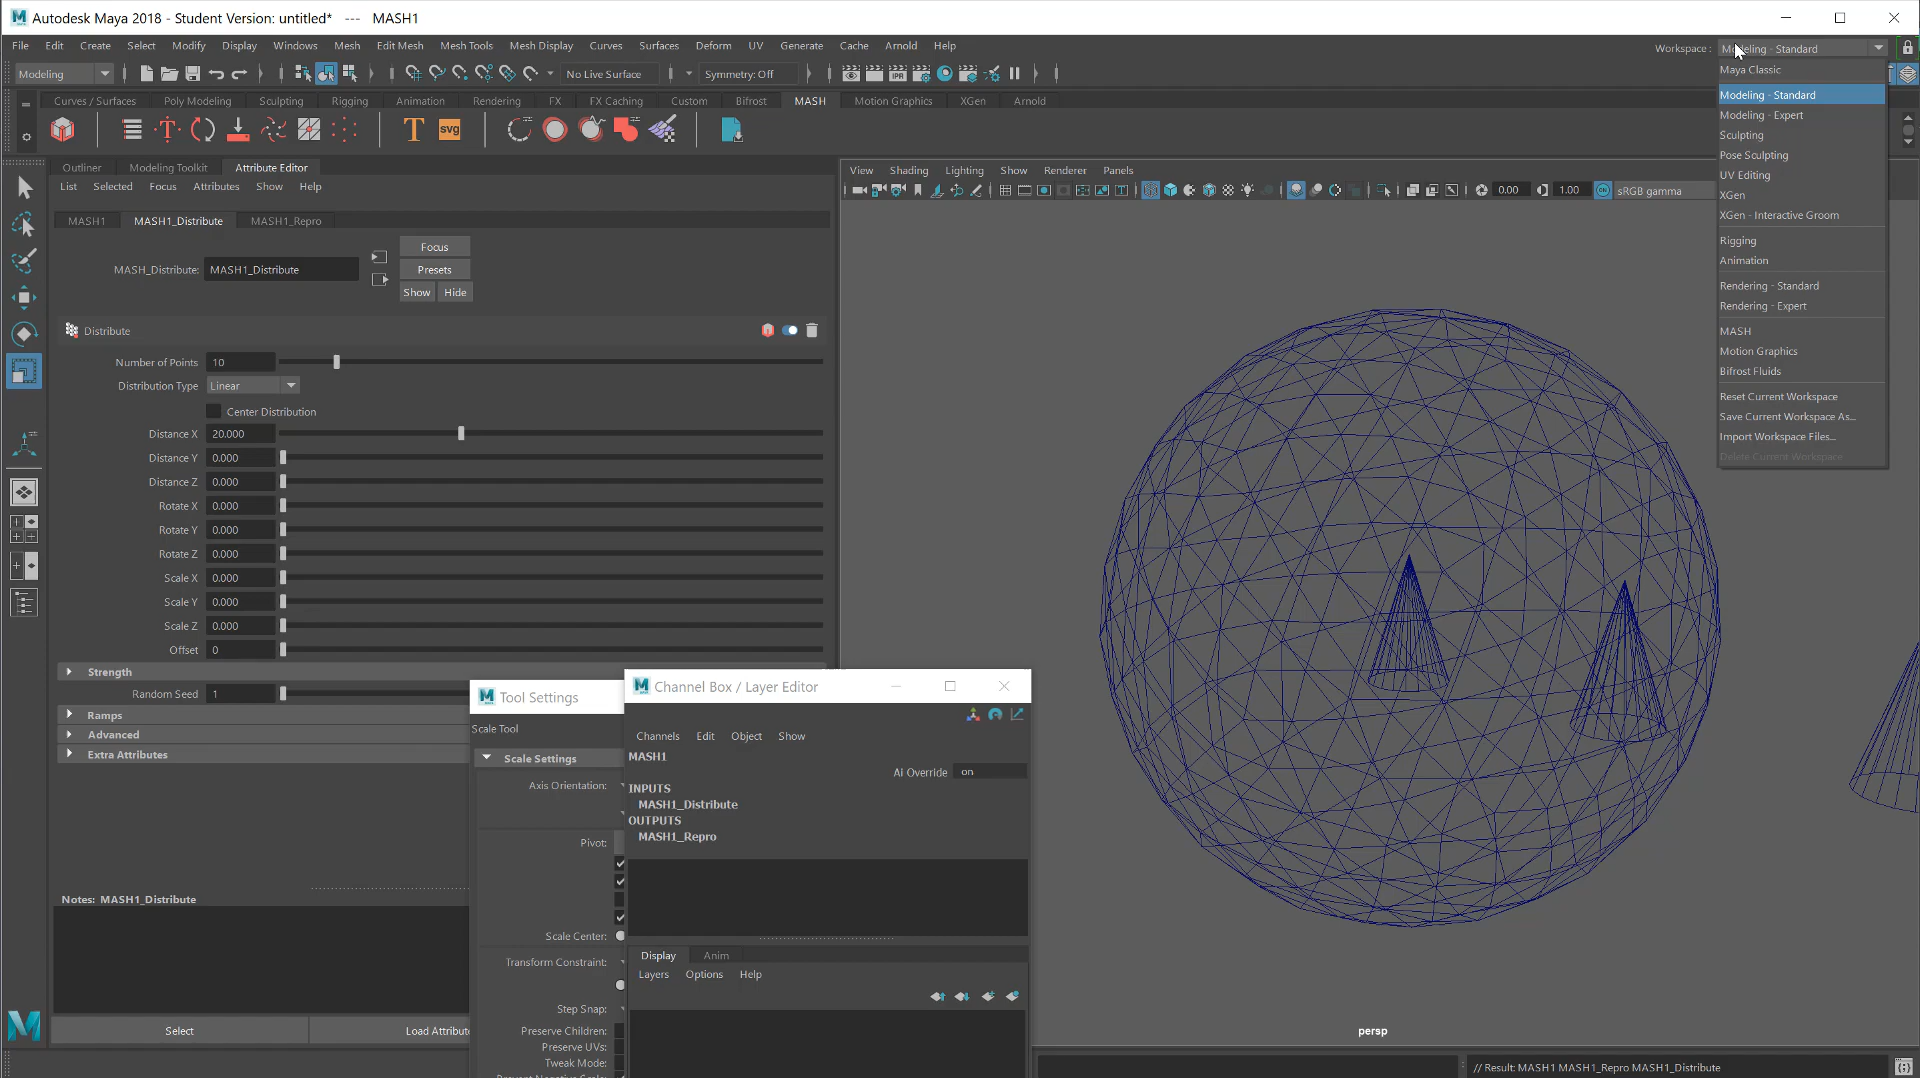 Autodesk Maya 2018 - Student Version: untitled* --- MASH1
File Edit Create Select Modify Display Windows Mesh Edit Mesh Mesh Tools Mesh Display Curves Surfaces Deform UV Generate Cache Arnold Help
Workspace : Modeling - Standard
Modeling No Live Surface Symmetry: Off
Curves / Surfaces Poly Modeling Sculpting Rigging Animation Rendering FX FX Caching Custom Bifrost MASH Motion Graphics XGen Arnold
T svg
Maya Classic
Modeling - Standard
Modeling - Expert
Sculpting
Pose Sculpting
UV Editing
XGen
XGen - Interactive Groom
Rigging
Animation
Rendering - Standard
Rendering - Expert
MASH
Motion Graphics
Bifrost Fluids
Reset Current Workspace
Save Current Workspace As...
Import Workspace Files...
Delete Current Workspace
Outliner Modeling Toolkit Attribute Editor
List Selected Focus Attributes Show Help
MASH1 MASH1_Distribute MASH1_Repro
MASH_Distribute: MASH1_Distribute
Focus
Presets
Show Hide
Distribute
Number of Points 10
Distribution Type Linear
Center Distribution
Distance X 20.000
Distance Y 0.000
Distance Z 0.000
Rotate X 0.000
Rotate Y 0.000
Rotate Z 0.000
Scale X 0.000
Scale Y 0.000
Scale Z 0.000
Offset 0
Strength
Random Seed 1
Ramps
Advanced
Extra Attributes
Notes: MASH1_Distribute
Select Load Attribute
Tool Settings
Scale Tool
Scale Settings
Axis Orientation:
Pivot:
Scale Center:
Transform Constraint:
Step Snap:
Preserve Children:
Preserve UVs:
Tweak Mode:
Channel Box / Layer Editor
Channels Edit Object Show
MASH1
AI Override on
INPUTS
MASH1_Distribute
OUTPUTS
MASH1_Repro
Display Anim
Layers Options Help
View Shading Lighting Show Renderer Panels
0.00 1.00 ON sRGB gamma
persp
// Result: MASH1 MASH1_Repro MASH1_Distribute